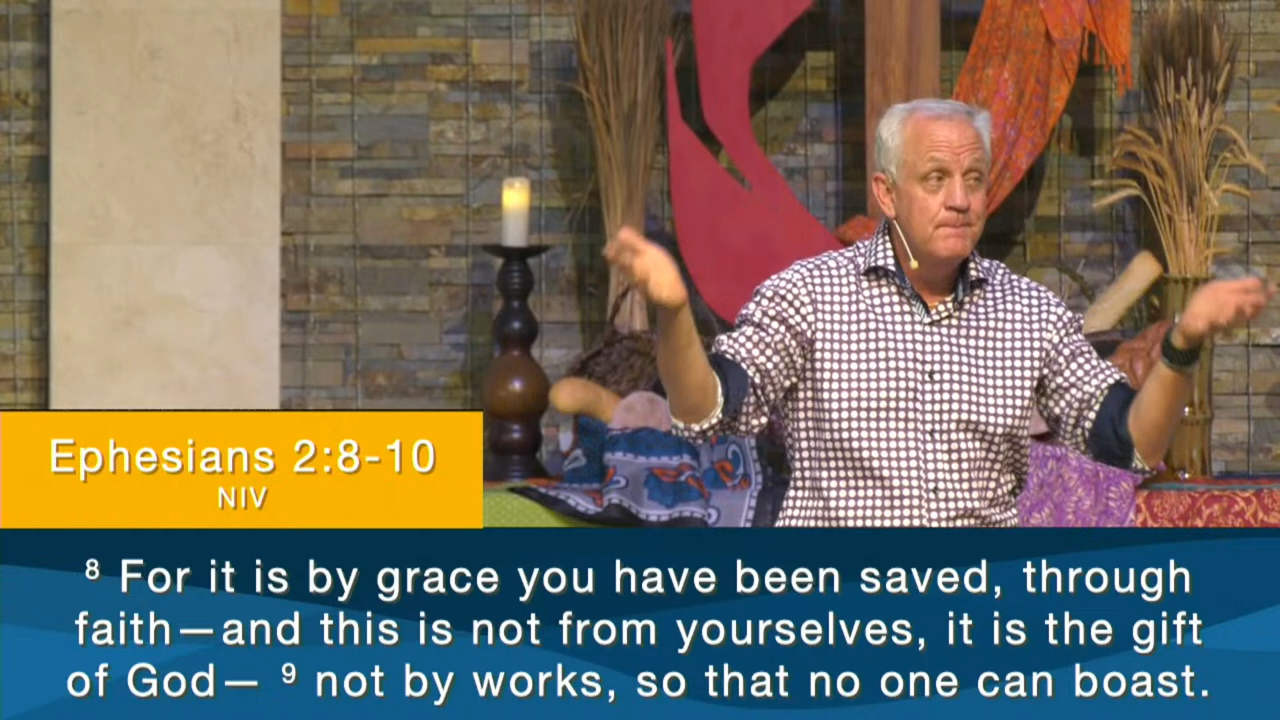 Ephesians 2:8-10
NIV
⁸ For it is by grace you have been saved, through
faith—and this is not from yourselves, it is the gift
of God— ⁹ not by works, so that no one can boast.